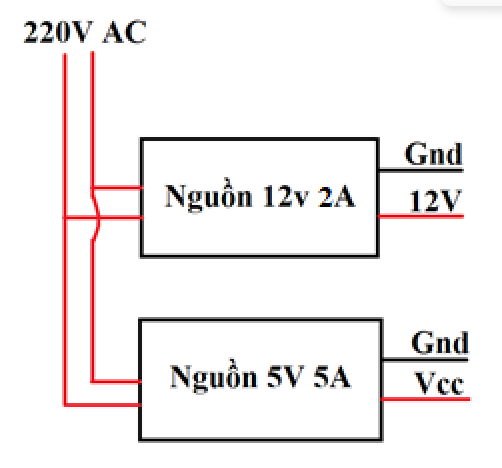 220V AC
Gnd
Nguồn 12v 2A
12V
Gnd
Nguồn 5V 5A
Vcc